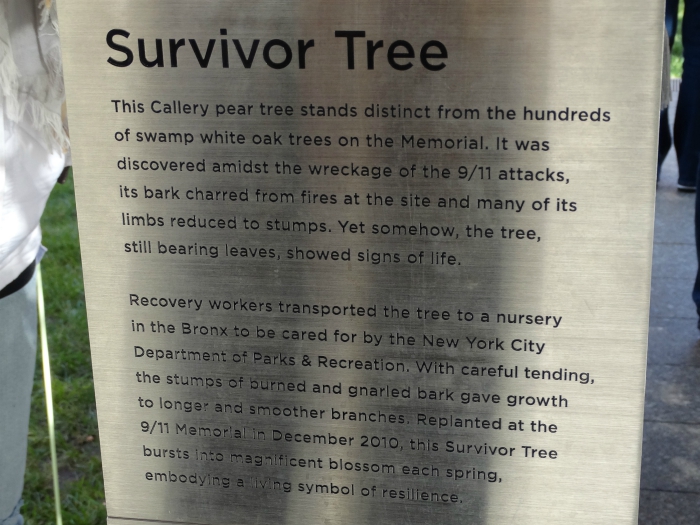 Survivor Tree
This Callery pear tree stands distinct from the hundreds
of swamp white oak trees on the Memorial. It was
discovered amidst the wreckage of the 9/11 attacks,
its bark charred from fires at the site and many of its
limbs reduced to stumps. Yet somehow, the tree,
still bearing leaves, showed signs of life.
Recovery workers transported the tree to a nursery
in the Bronx to be cared for by the New York City
Department of Parks & Recreation. With careful tending,
the stumps of burned and gnarled bark gave growth
to longer and smoother branches. Replanted at the
9/11 Memorial in December 2010, this Survivor Tree
bursts into magnificent blossom each spring,
embodying a living symbol of resilience.